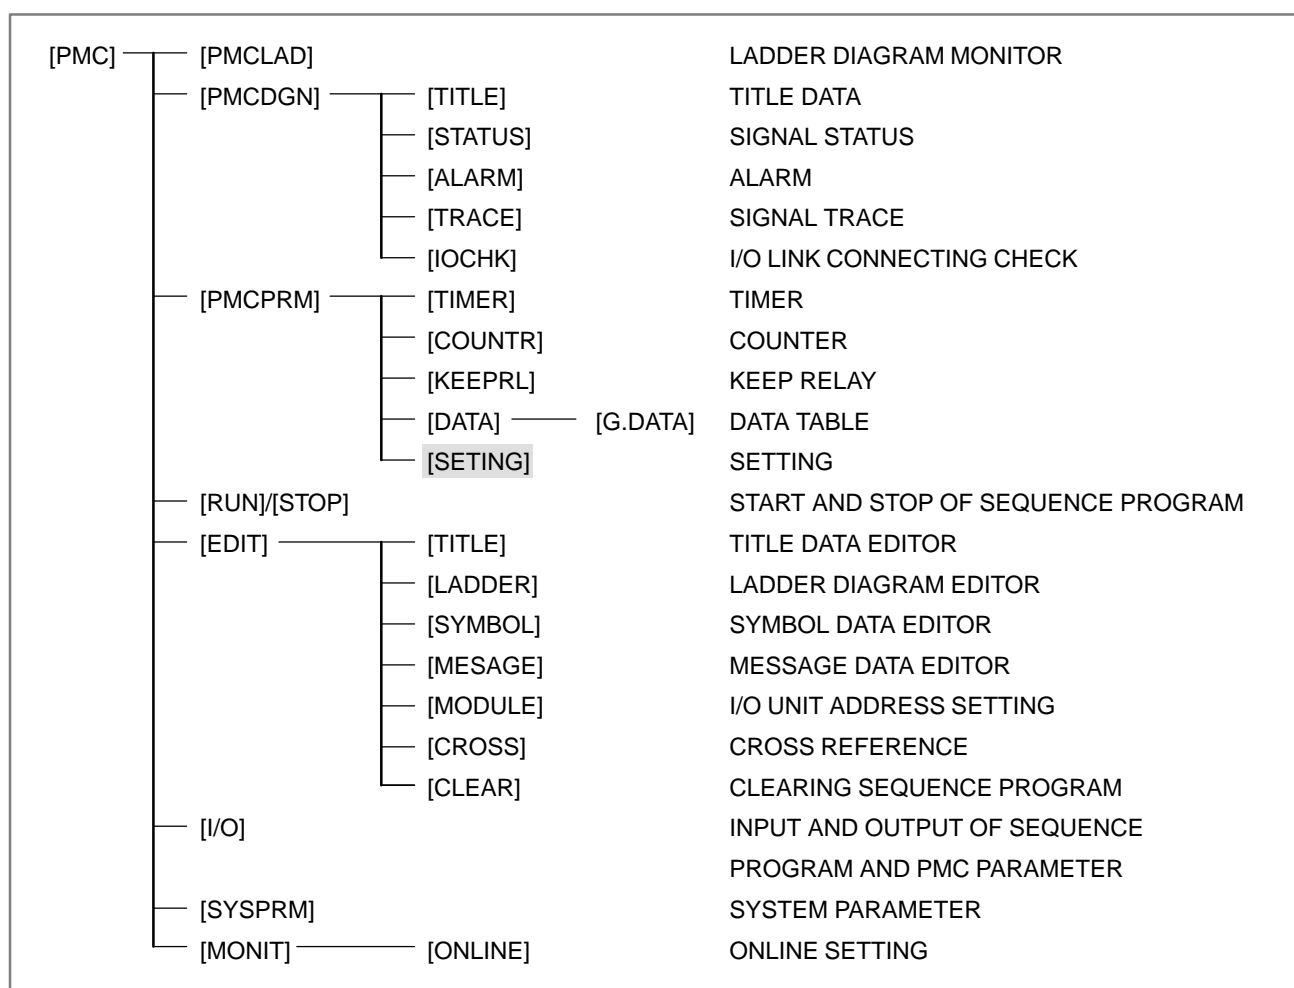 [PMC] [PMCLAD] LADDER DIAGRAM MONITOR
[PMCDGN] [TITLE] TITLE DATA
[STATUS] SIGNAL STATUS
[ALARM] ALARM
[TRACE] SIGNAL TRACE
[IOCHK] I/O LINK CONNECTING CHECK
[PMCPRM] [TIMER] TIMER
[COUNTR] COUNTER
[KEEPRL] KEEP RELAY
[DATA] [G.DATA] DATA TABLE
[SETING] SETTING
[RUN]/[STOP] START AND STOP OF SEQUENCE PROGRAM
[EDIT] [TITLE] TITLE DATA EDITOR
[LADDER] LADDER DIAGRAM EDITOR
[SYMBOL] SYMBOL DATA EDITOR
[MESAGE] MESSAGE DATA EDITOR
[MODULE] I/O UNIT ADDRESS SETTING
[CROSS] CROSS REFERENCE
[CLEAR] CLEARING SEQUENCE PROGRAM
[I/O] INPUT AND OUTPUT OF SEQUENCE
PROGRAM AND PMC PARAMETER
[SYSPRM] SYSTEM PARAMETER
[MONIT] [ONLINE] ONLINE SETTING